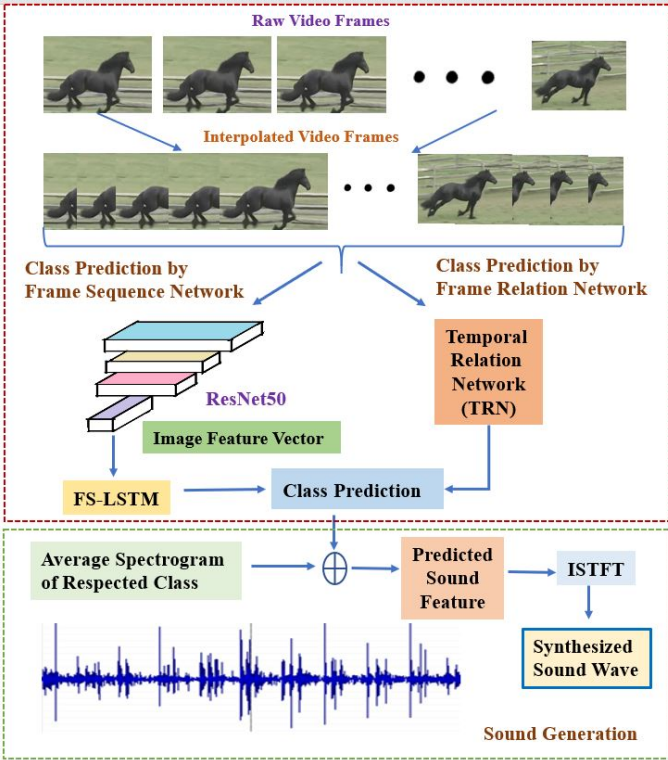 Raw Video Frames
Interpolated Video Frames
Class Prediction by
Frame Sequence Network
Class Prediction by
Frame Relation Network
ResNet50
Image Feature Vector
Temporal
Relation
Network
(TRN)
FS-LSTM
Class Prediction
Average Spectrogram
of Respected Class
Predicted
Sound
Feature
ISTFT
Synthesized
Sound Wave
Sound Generation